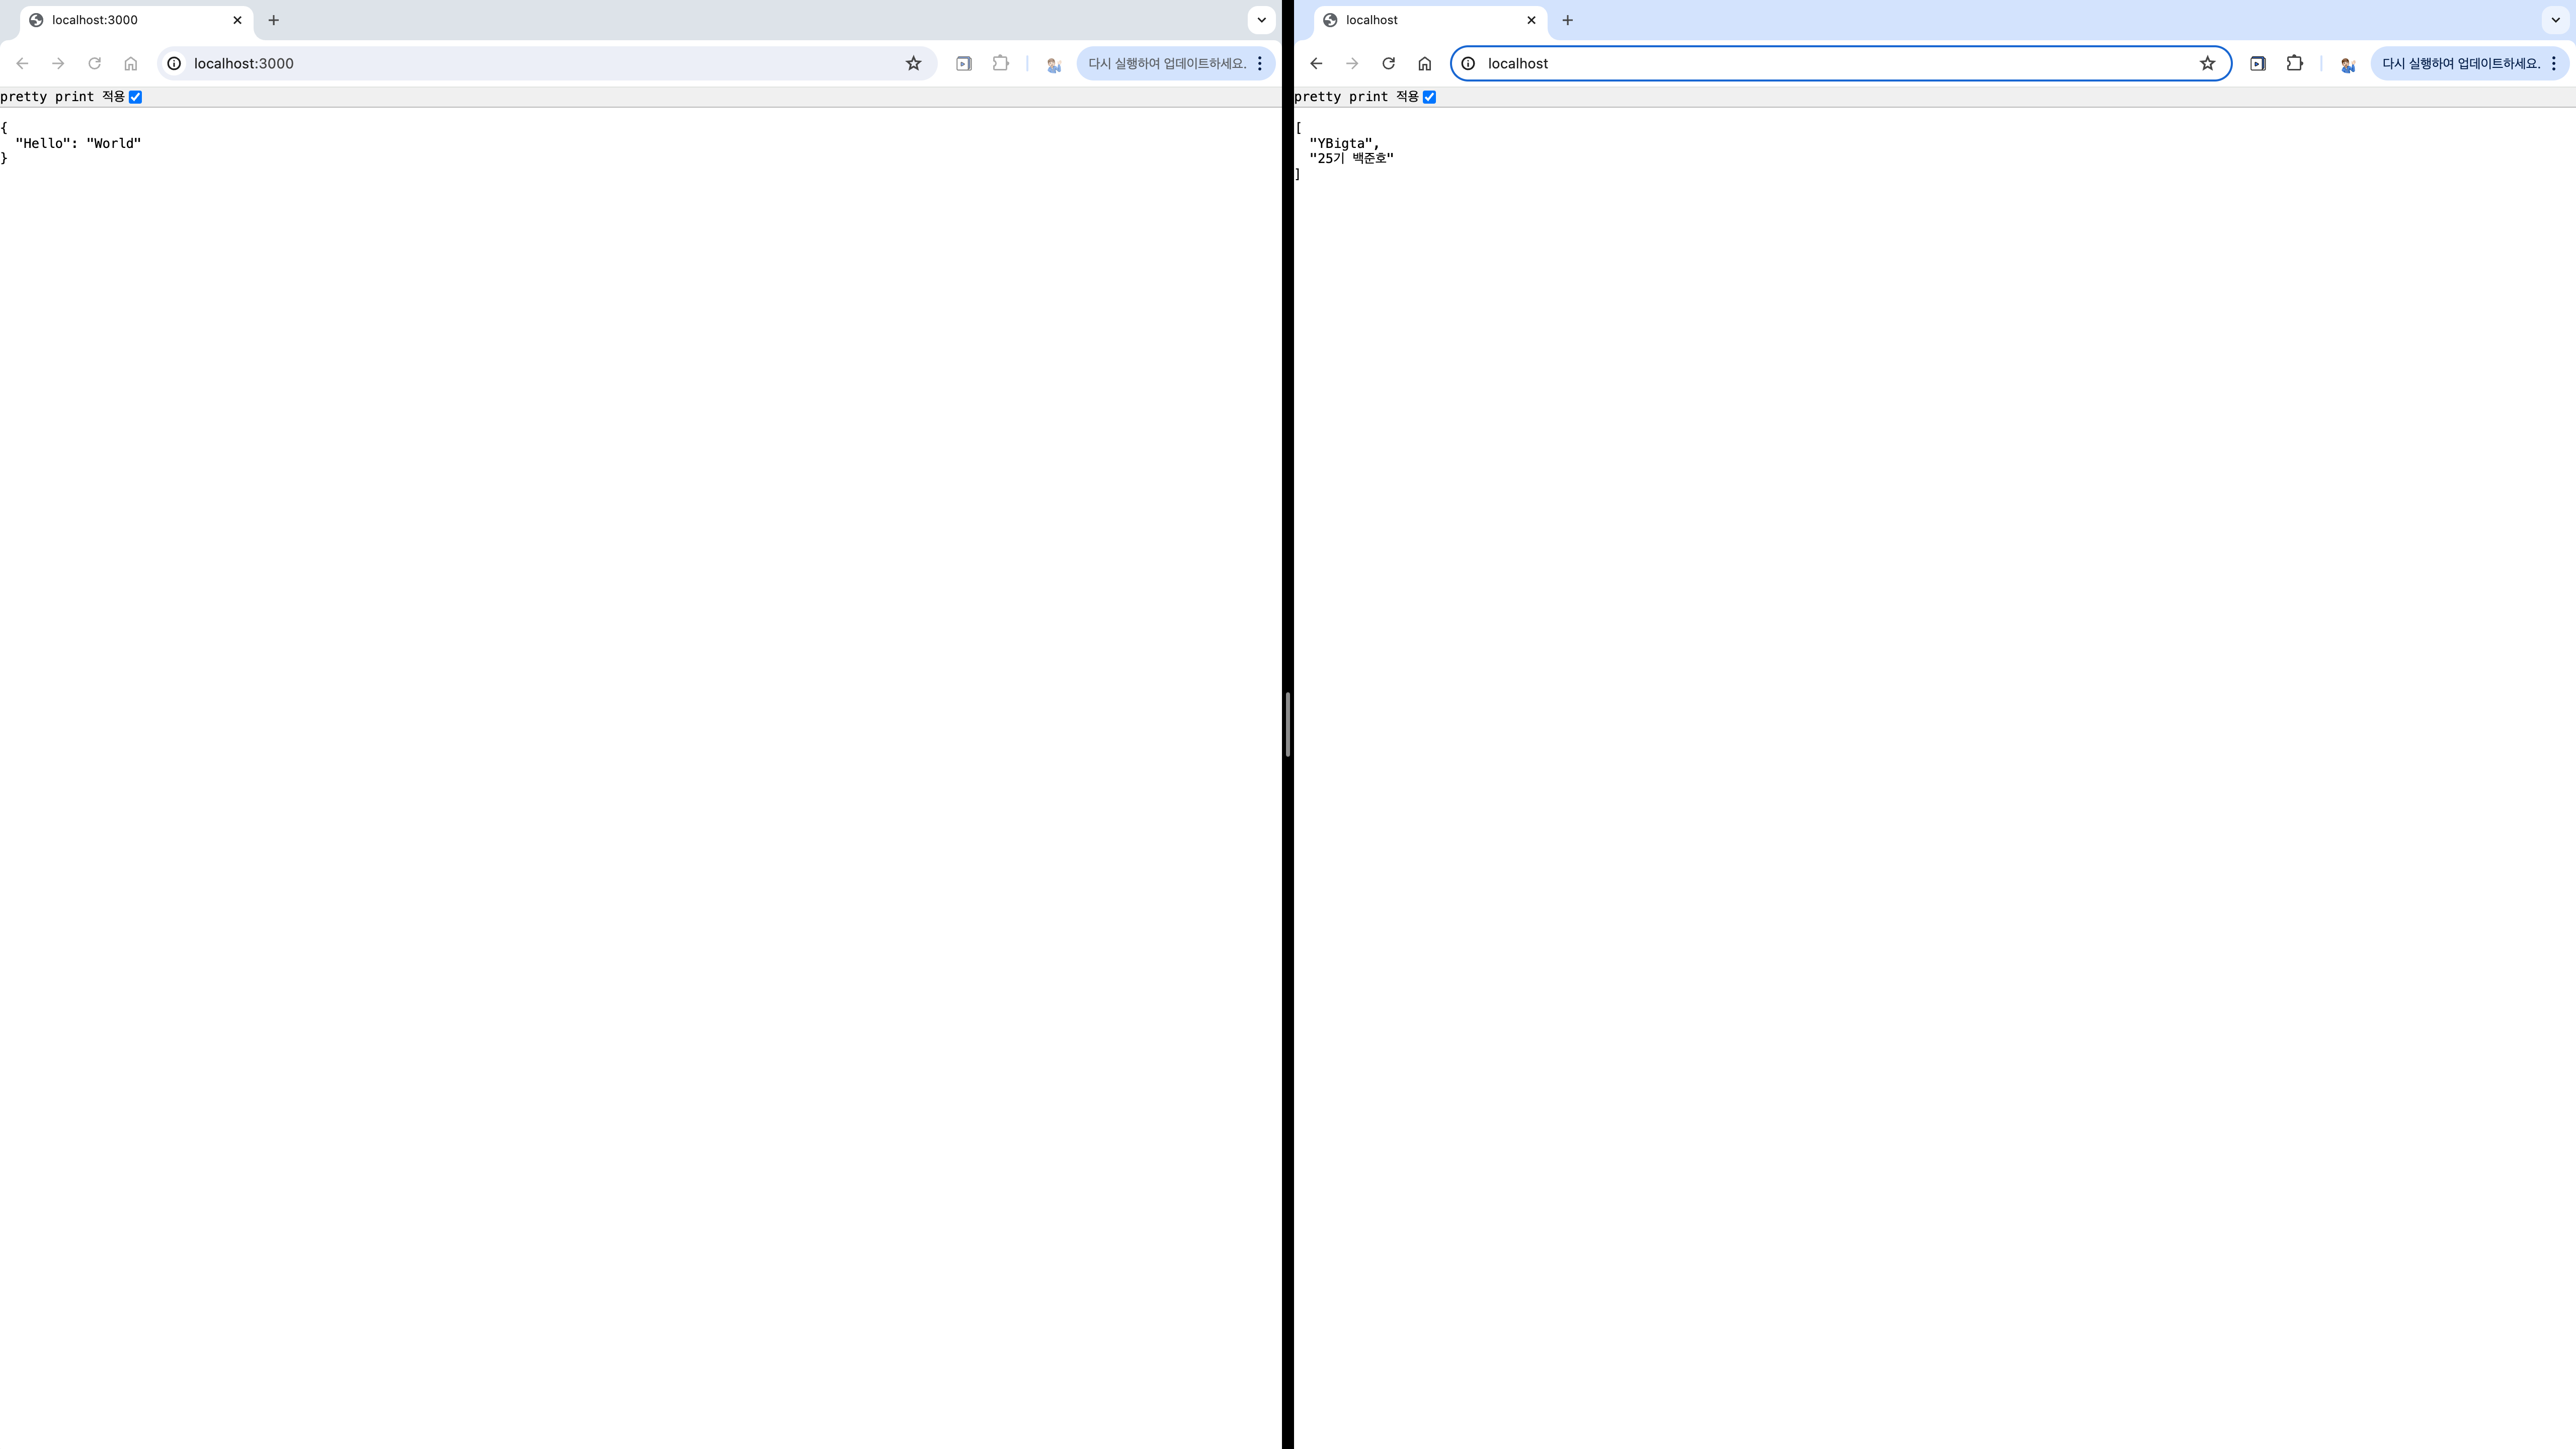 localhost:3000
localhost:3000
다시 실행하여 업데이트하세요.
pretty print 적용
{
  "Hello": "World"
}
localhost
localhost
다시 실행하여 업데이트하세요.
pretty print 적용
[
  "YBigta",
  "25기 백준호"
]